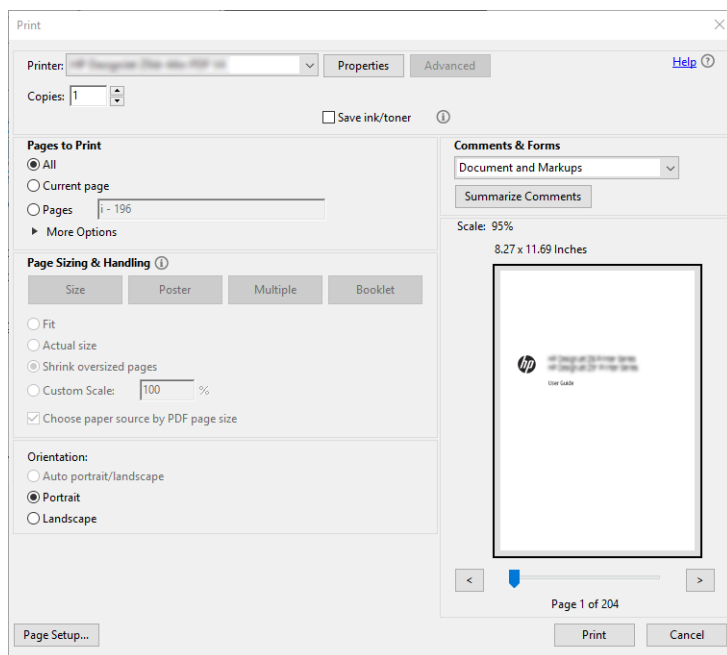 Print
Printer:
Properties
Advanced
Help
Copies: 1
Save ink/toner
Pages to Print
All
Current page
Pages i - 196
More Options
Page Sizing & Handling
Size Poster Multiple Booklet
Fit
Actual size
Shrink oversized pages
Custom Scale: 100 %
Choose paper source by PDF page size
Orientation:
Auto portrait/landscape
Portrait
Landscape
Comments & Forms
Document and Markups
Summarize Comments
Scale: 95%
8.27 x 11.69 Inches
hp
User Guide
< >
Page 1 of 204
Page Setup...
Print Cancel